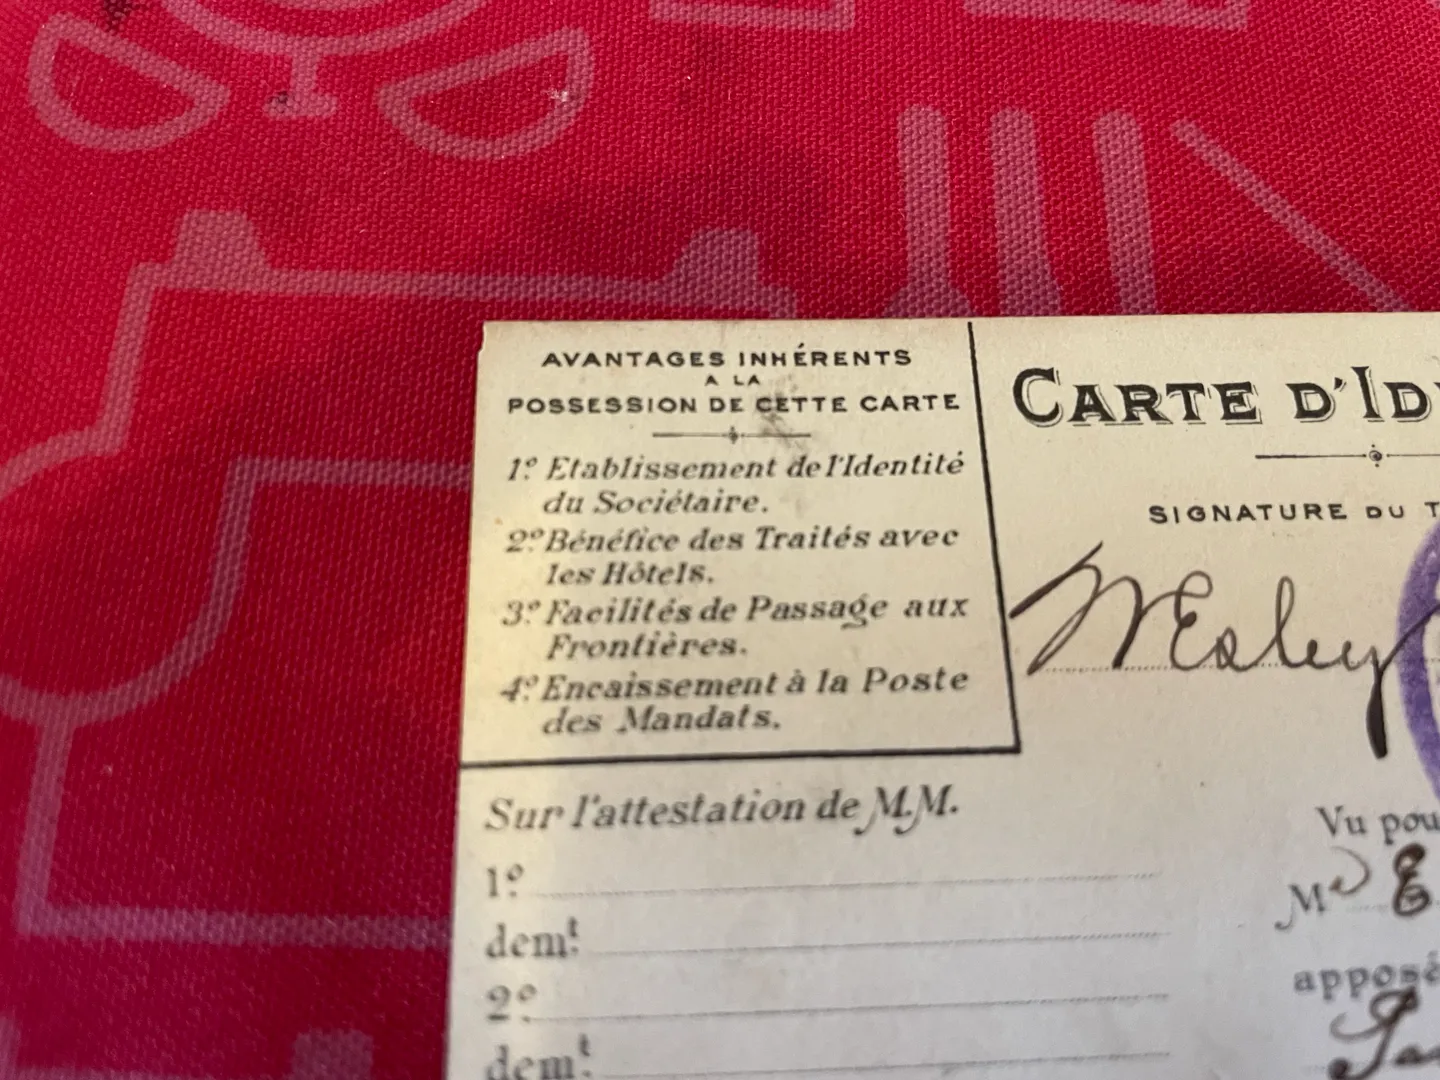 AVANTAGES INHÉRENTS
A LA
POSSESSION DE CETTE CARTE
1º Etablissement de l'Identité
du Sociétaire.
2º Bénéfice des Traités avec
les Hôtels.
3º Facilités de Passage aux
Frontières.
4º Encaissement à la Poste
des Mandats.
Sur l'attestation de M.M.
1º
demt
2º
demt
CARTE D'ID
SIGNATURE DU T
Wesley
Vu pou
M E
apposé